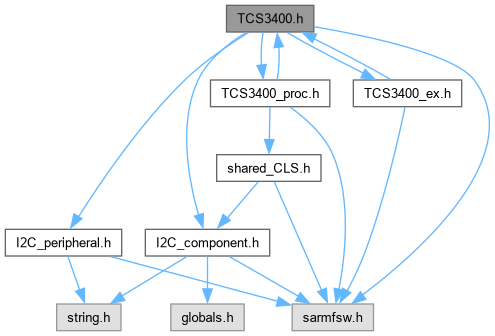 TCS3400.h
TCS3400_proc.h
TCS3400_ex.h
shared_CLS.h
I2C_peripheral.h
I2C_component.h
string.h
globals.h
sarmfsw.h